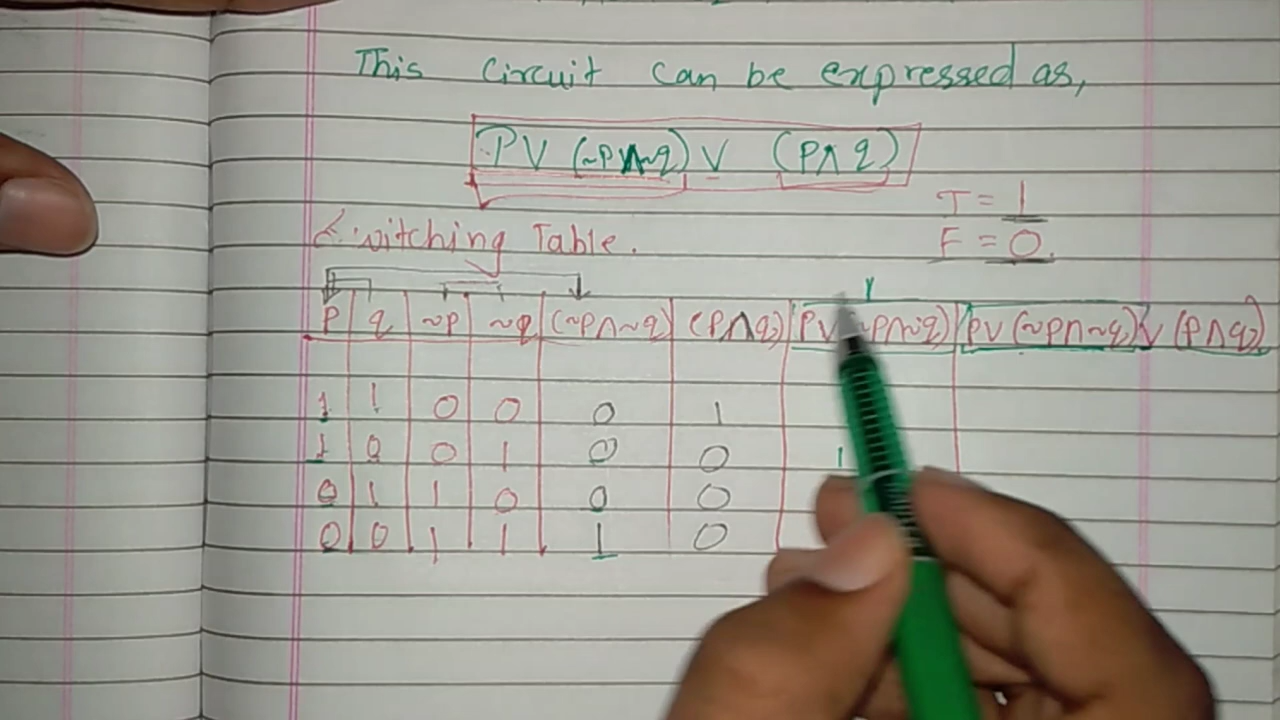 This circuit can be expressed as,
P∨ (~P∧~q) ∨ (P∧ q)
T = 1
F = 0.
Switching Table.
P q ~P ~q (~P∧~q) (P∧q) P∨ ~P∧~q) P∨(~P∧~q)∨ (P∧q)
1 1 0 0 0 1
1 0 0 1 0 0 1
0 1 1 0 0 0
0 0 1 1 1 0